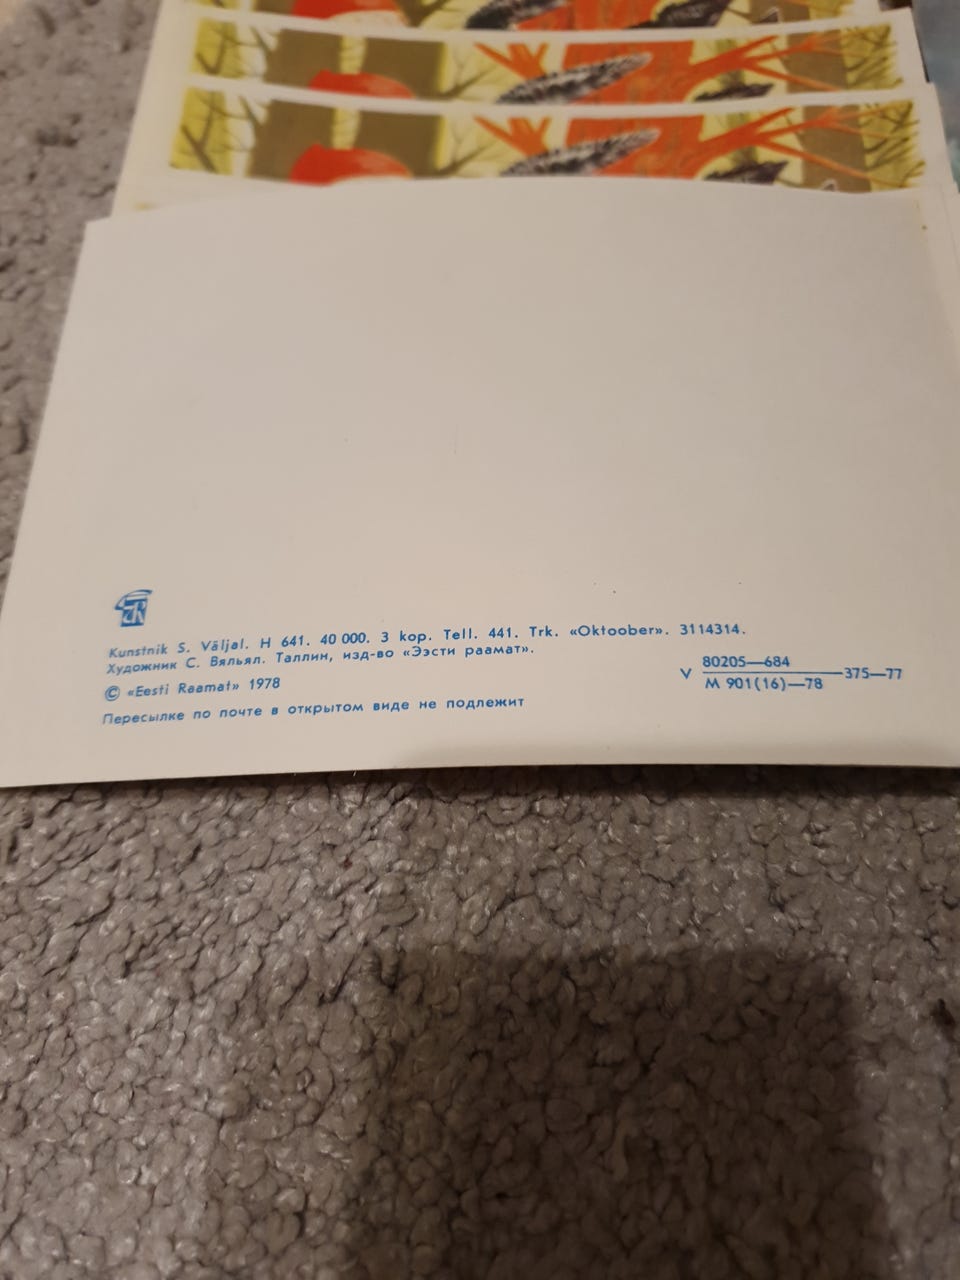 ER
Kunstnik S. Väljal. H 641. 40 000. 3 kop. Tell. 441. Trk. «Oktoober». 3114314.
Художник С. Вяльял. Таллин, изд-во «Ээсти раамат».
© «Eesti Raamat» 1978
Пересылке по почте в открытом виде не подлежит
V 80205—684
M 901(16)—78 —375—77